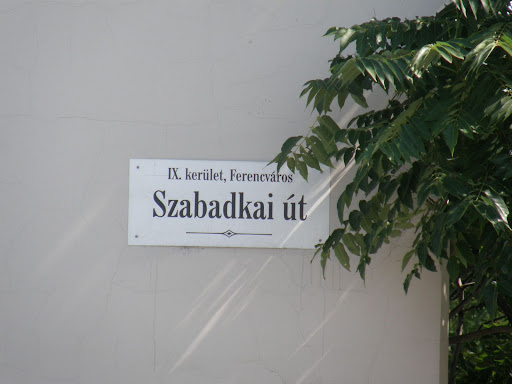 IX. kerület, Ferencváros
Szabadkai út